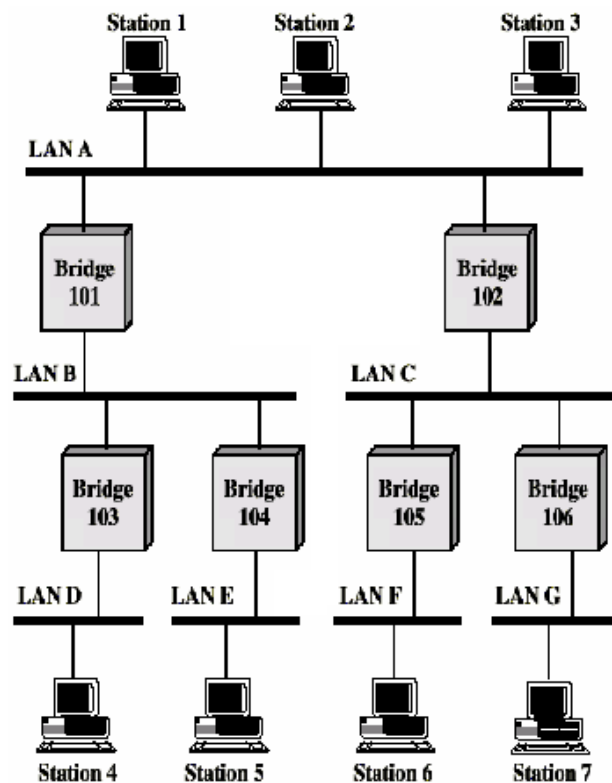 Station 1 Station 2 Station 3
LAN A
Bridge 101
Bridge 102
LAN B LAN C
Bridge 103
Bridge 104
Bridge 105
Bridge 106
LAN D LAN E LAN F LAN G
Station 4 Station 5 Station 6 Station 7